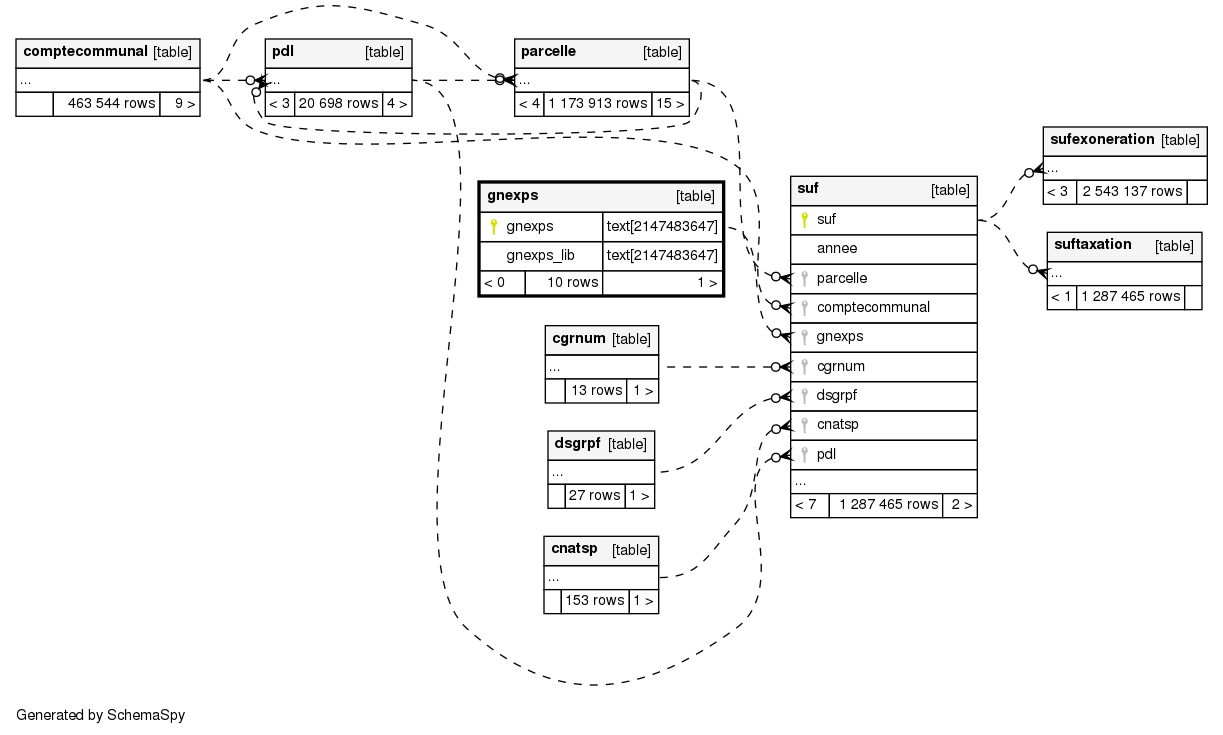 comptecommunal [table]
...
463 544 rows 9 >
pdl [table]
...
< 3 20 698 rows 4 >
parcelle [table]
...
< 4 1 173 913 rows 15 >
gnexps [table]
gnexps text[2147483647]
gnexps_lib text[2147483647]
< 0 10 rows 1 >
cgrnum [table]
...
13 rows 1 >
dsgrpf [table]
...
27 rows 1 >
cnatsp [table]
...
153 rows 1 >
suf [table]
suf
annee
parcelle
comptecommunal
gnexps
cgrnum
dsgrpf
cnatsp
pdl
...
< 7 1 287 465 rows 2 >
sufexoneration [table]
...
< 3 2 543 137 rows
suftaxation [table]
...
< 1 1 287 465 rows
Generated by SchemaSpy